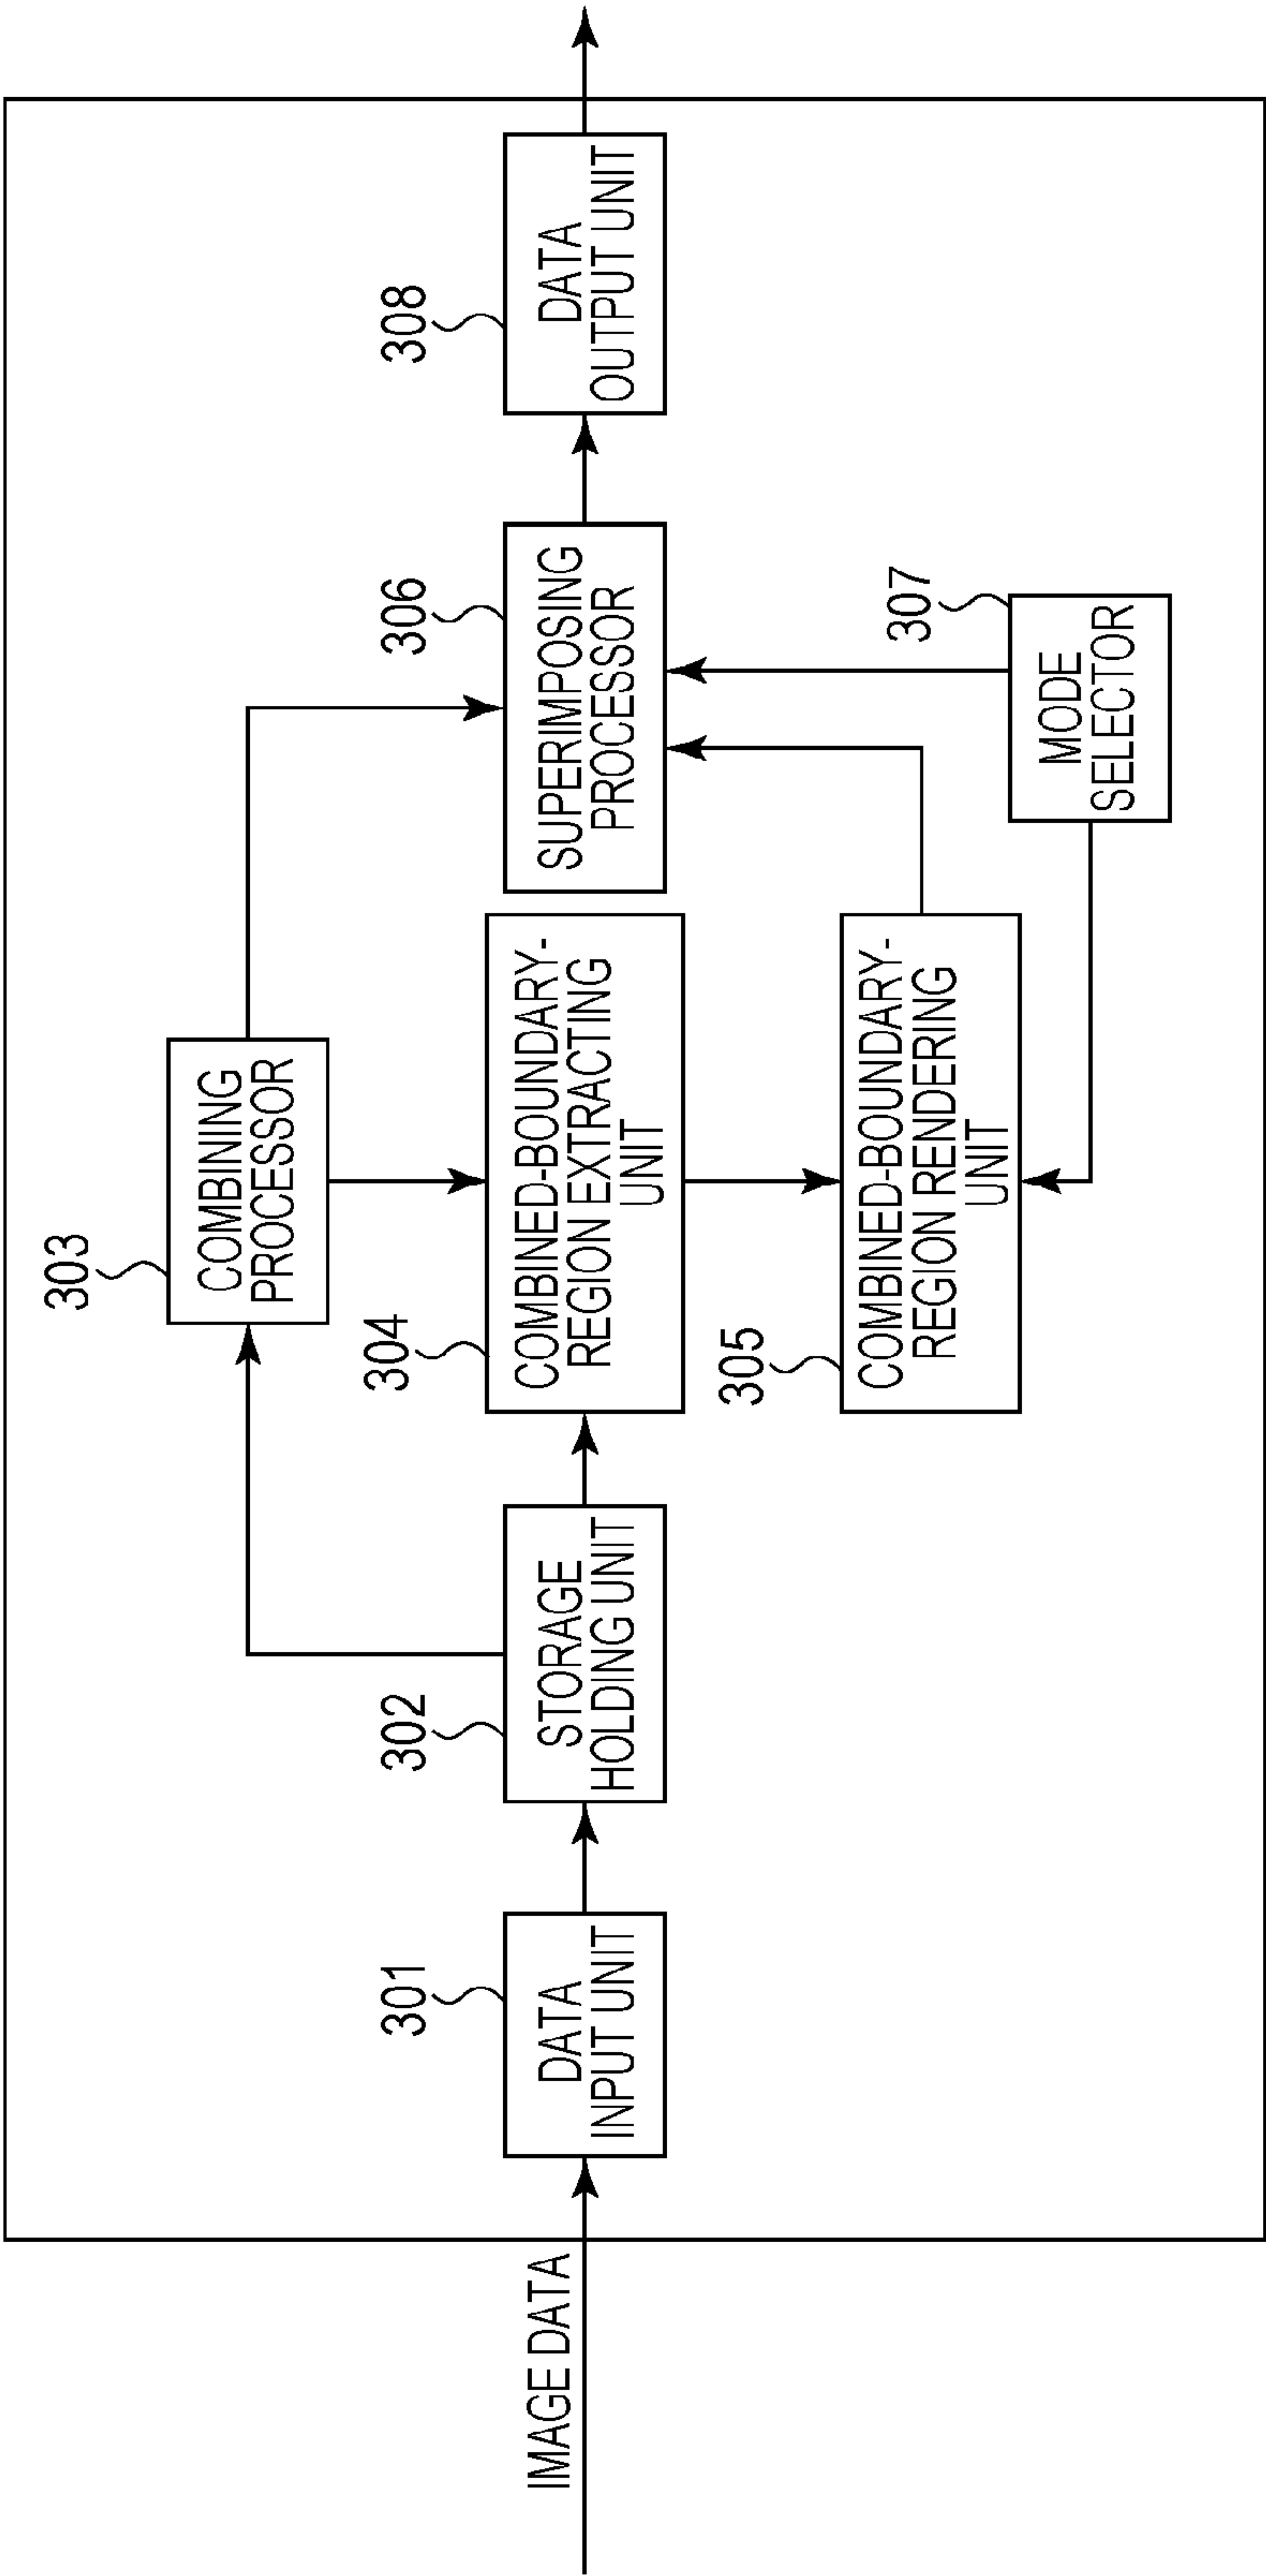 IMAGE DATA
301
DATA
INPUT UNIT
302
STORAGE
HOLDING UNIT
303
COMBINING
PROCESSOR
304
COMBINED-BOUNDARY-
REGION EXTRACTING
UNIT
305
COMBINED-BOUNDARY-
REGION RENDERING
UNIT
306
SUPERIMPOSING
PROCESSOR
307
MODE
SELECTOR
308
DATA
OUTPUT UNIT